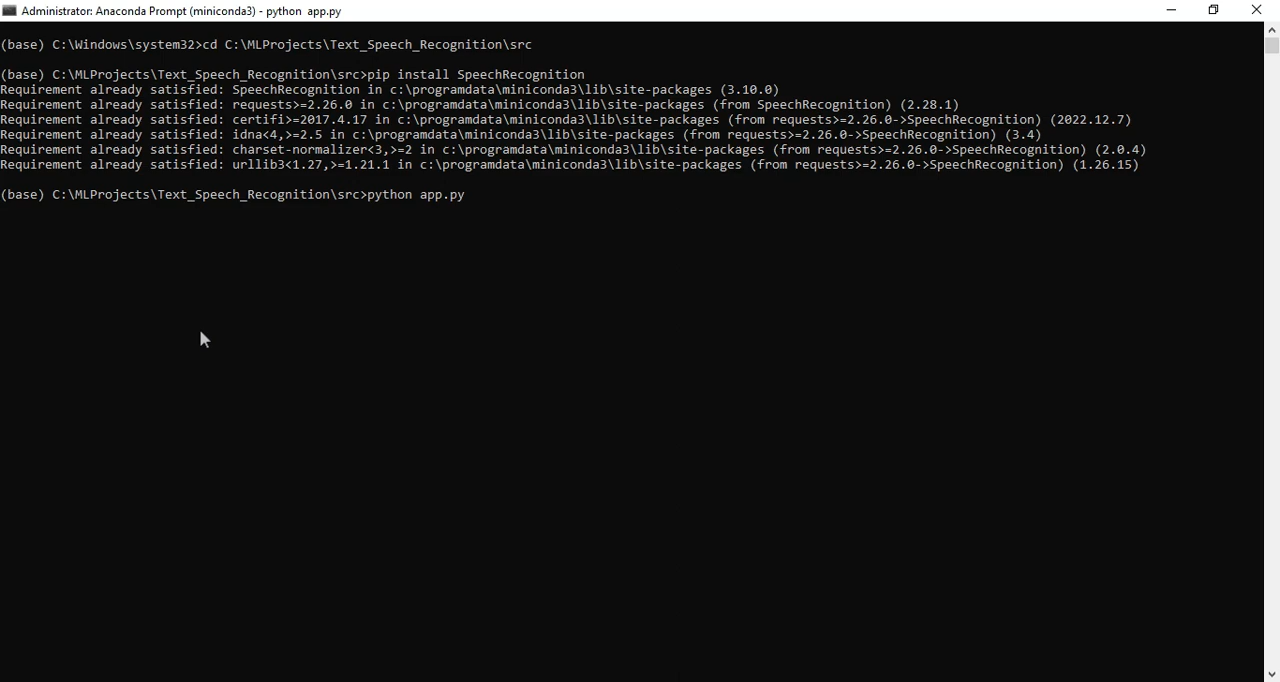 Administrator: Anaconda Prompt (miniconda3) - python  app.py
(base) C:\Windows\system32>cd C:\MLProjects\Text_Speech_Recognition\src
(base) C:\MLProjects\Text_Speech_Recognition\src>pip install SpeechRecognition
Requirement already satisfied: SpeechRecognition in c:\programdata\miniconda3\lib\site-packages (3.10.0)
Requirement already satisfied: requests>=2.26.0 in c:\programdata\miniconda3\lib\site-packages (from SpeechRecognition) (2.28.1)
Requirement already satisfied: certifi>=2017.4.17 in c:\programdata\miniconda3\lib\site-packages (from requests>=2.26.0->SpeechRecognition) (2022.12.7)
Requirement already satisfied: idna<4,>=2.5 in c:\programdata\miniconda3\lib\site-packages (from requests>=2.26.0->SpeechRecognition) (3.4)
Requirement already satisfied: charset-normalizer<3,>=2 in c:\programdata\miniconda3\lib\site-packages (from requests>=2.26.0->SpeechRecognition) (2.0.4)
Requirement already satisfied: urllib3<1.27,>=1.21.1 in c:\programdata\miniconda3\lib\site-packages (from requests>=2.26.0->SpeechRecognition) (1.26.15)
(base) C:\MLProjects\Text_Speech_Recognition\src>python app.py